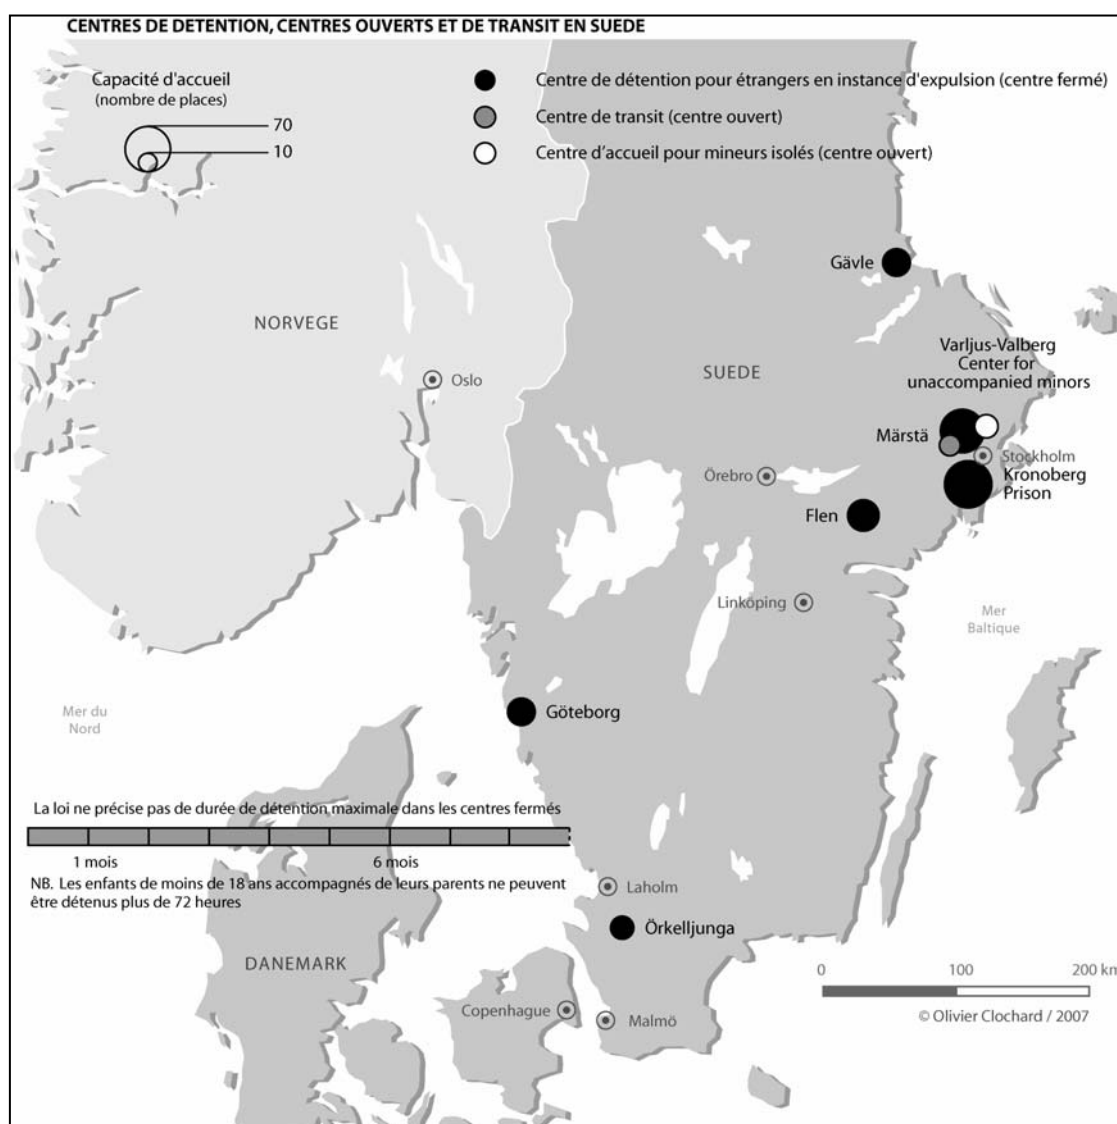 CENTRES DE DETENTION, CENTRES OUVERTS ET DE TRANSIT EN SUEDE
Capacité d'accueil
(nombre de places)
70
10
Centre de détention pour étrangers en instance d'expulsion (centre fermé)
Centre de transit (centre ouvert)
Centre d'accueil pour mineurs isolés (centre ouvert)
Gävle
NORVEGE
Varljus-Valberg
Center for
unaccompanied minors
SUEDE
Oslo
Märstä
Stockholm
Kronoberg
Prison
Örebro
Flen
Linköping
Mer
Baltique
Mer du
Nord
Göteborg
La loi ne précise pas de durée de détention maximale dans les centres fermés
1 mois
6 mois
NB. Les enfants de moins de 18 ans accompagnés de leurs parents ne peuvent
être détenus plus de 72 heures
Laholm
Örkelljunga
DANEMARK
0
100
200 km
Copenhague
Malmö
© Olivier Clochard / 2007